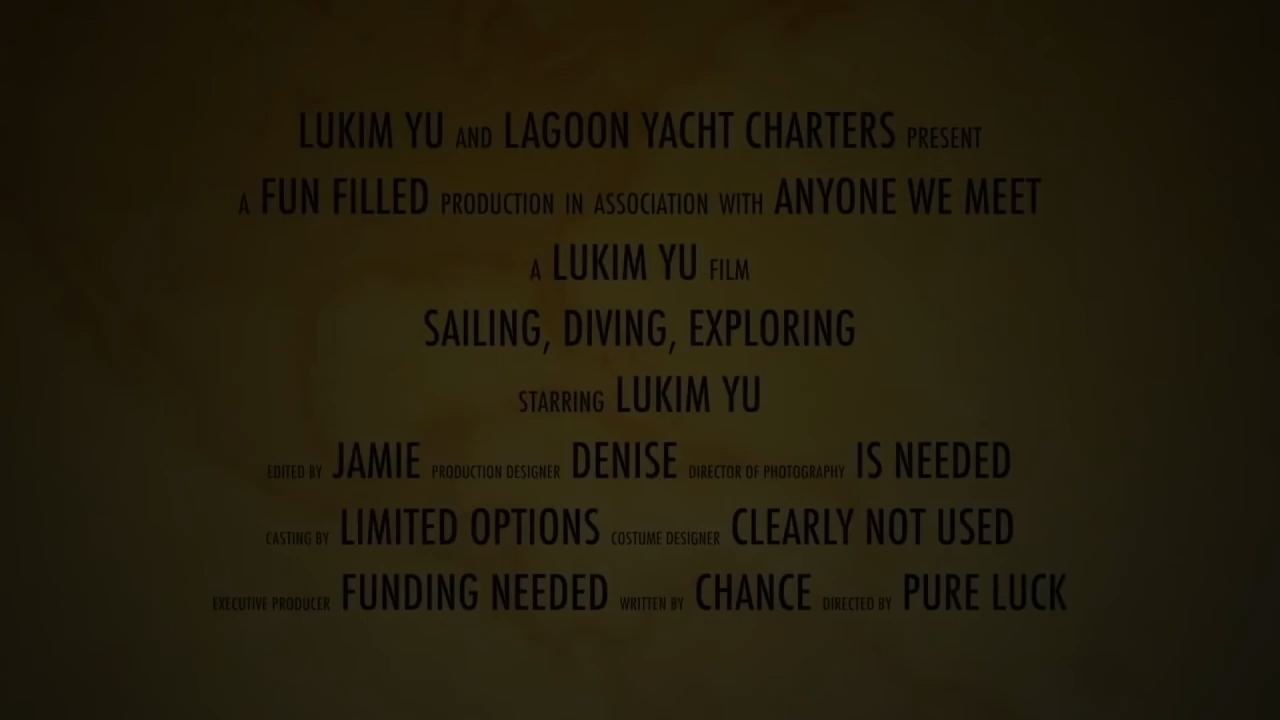 LUKIM YU AND LAGOON YACHT CHARTERS PRESENT
A FUN FILLED PRODUCTION IN ASSOCIATION WITH ANYONE WE MEET
A LUKIM YU FILM
SAILING, DIVING, EXPLORING
STARRING LUKIM YU
EDITED BY JAMIE PRODUCTION DESIGNER DENISE DIRECTOR OF PHOTOGRAPHY IS NEEDED
CASTING BY LIMITED OPTIONS COSTUME DESIGNER CLEARLY NOT USED
EXECUTIVE PRODUCER FUNDING NEEDED WRITTEN BY CHANCE DIRECTED BY PURE LUCK